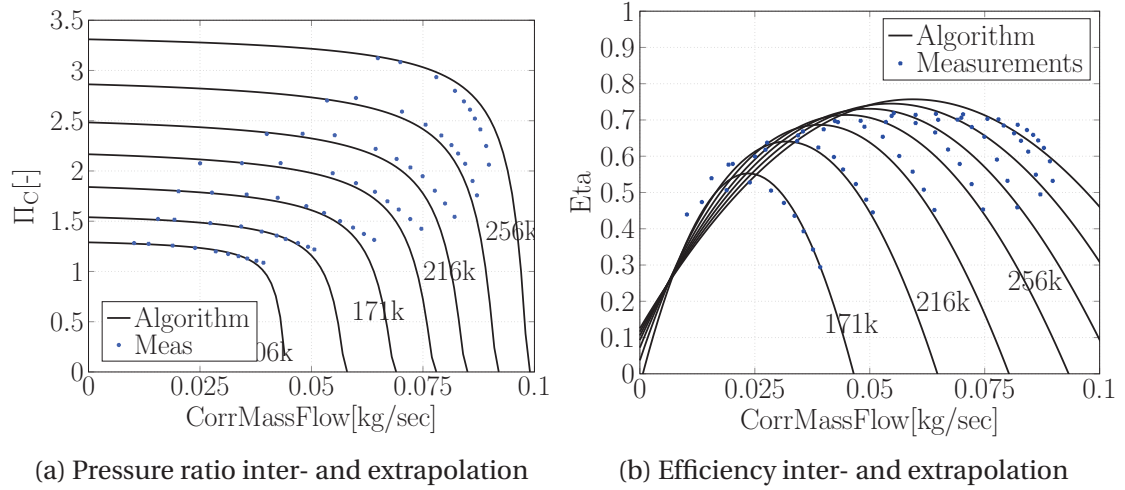 3.5
3
2.5
2
1.5
1
0.5
0
Π_C[-]
256k
216k
171k
06k
Algorithm
Meas
0 0.025 0.05 0.075 0.1
CorrMassFlow[kg/sec]
(a) Pressure ratio inter- and extrapolation
1
0.9
0.8
0.7
0.6
0.5
0.4
0.3
0.2
0.1
0
Eta
Algorithm
Measurements
256k
216k
171k
0 0.025 0.05 0.075 0.1
CorrMassFlow[kg/sec]
(b) Efficiency inter- and extrapolation